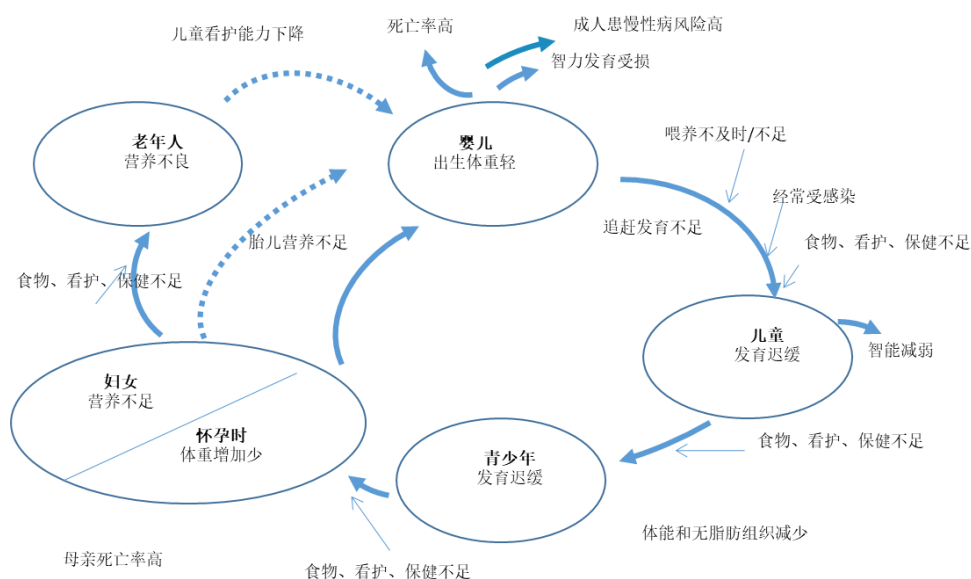 死亡率高
成人患慢性病风险高
儿童看护能力下降
智力发育受损
老年人
营养不良
婴儿
出生体重轻
喂养不及时/不足
经常受感染
追赶发育不足
胎儿营养不足
食物、看护、保健不足
食物、看护、保健不足
儿童
发育迟缓
智能减弱
妇女
营养不足
怀孕时
体重增加少
食物、看护、保健不足
青少年
发育迟缓
体能和无脂肪组织减少
母亲死亡率高
食物、看护、保健不足